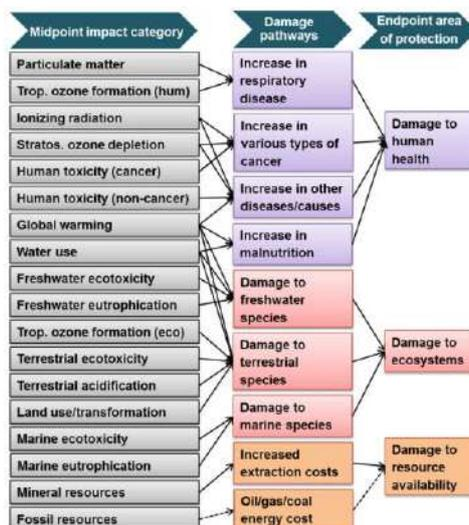 Midpoint impact category
Damage
pathways
Endpoint area
of protection
Particulate matter
Trop. ozone formation (hum)
Ionizing radiation
Stratos. ozone depletion
Human toxicity (cancer)
Human toxicity (non-cancer)
Global warming
Water use
Freshwater ecotoxicity
Freshwater eutrophication
Trop. ozone formation (eco)
Terrestrial ecotoxicity
Terrestrial acidification
Land use/transformation
Marine ecotoxicity
Marine eutrophication
Mineral resources
Fossil resources
Increase in
respiratory
disease
Increase in
various types of
cancer
Increase in other
diseases/causes
Increase in
malnutrition
Damage to
freshwater
species
Damage to
terrestrial
species
Damage to
marine species
Increased
extraction costs
Oil/gas/coal
energy cost
Damage to
human
health
Damage to
ecosystems
Damage to
resource
availability